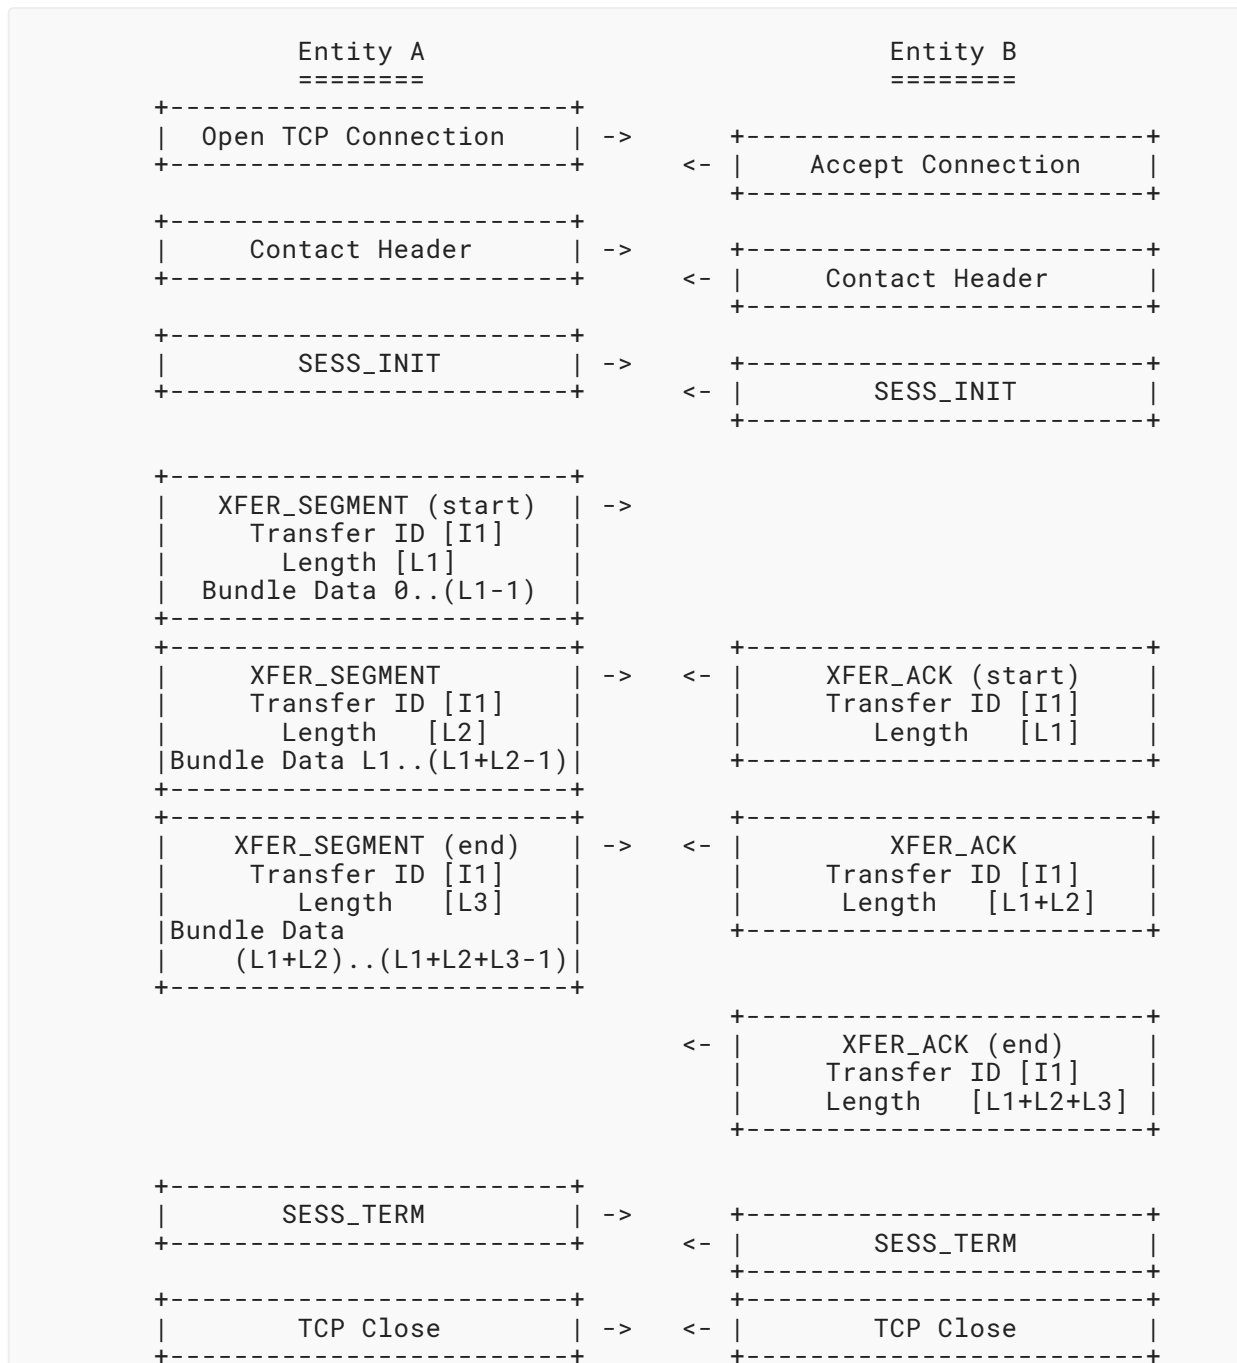 Entity A                             Entity B
                  ========                             ========
         +-------------------------+
         |  Open TCP Connection    | ->      +-------------------------+
         +-------------------------+      <- |    Accept Connection    |
                                             +-------------------------+
         +-------------------------+
         |     Contact Header      | ->      +-------------------------+
         +-------------------------+      <- |     Contact Header      |
                                             +-------------------------+
         +-------------------------+
         |        SESS_INIT        | ->      +-------------------------+
         +-------------------------+      <- |        SESS_INIT        |
                                             +-------------------------+

         +-------------------------+
         |   XFER_SEGMENT (start)  | ->
         |     Transfer ID [I1]    |
         |       Length [L1]       |
         |  Bundle Data 0..(L1-1)  |
         +-------------------------+
         +-------------------------+         +-------------------------+
         |     XFER_SEGMENT        | ->   <- |     XFER_ACK (start)    |
         |     Transfer ID [I1]    |         |     Transfer ID [I1]    |
         |       Length   [L2]     |         |        Length   [L1]    |
         |Bundle Data L1..(L1+L2-1)|         +-------------------------+
         +-------------------------+
         +-------------------------+         +-------------------------+
         |    XFER_SEGMENT (end)   | ->   <- |         XFER_ACK        |
         |     Transfer ID [I1]    |         |     Transfer ID [I1]    |
         |        Length   [L3]    |         |      Length   [L1+L2]   |
         |Bundle Data              |         +-------------------------+
         |    (L1+L2)..(L1+L2+L3-1)|
         +-------------------------+
                                             +-------------------------+
                                          <- |      XFER_ACK (end)     |
                                             |     Transfer ID [I1]    |
                                             |     Length   [L1+L2+L3] |
                                             +-------------------------+

         +-------------------------+
         |       SESS_TERM         | ->      +-------------------------+
         +-------------------------+      <- |        SESS_TERM        |
                                             +-------------------------+
         +-------------------------+         +-------------------------+
         |        TCP Close        | ->   <- |        TCP Close        |
         +-------------------------+         +-------------------------+